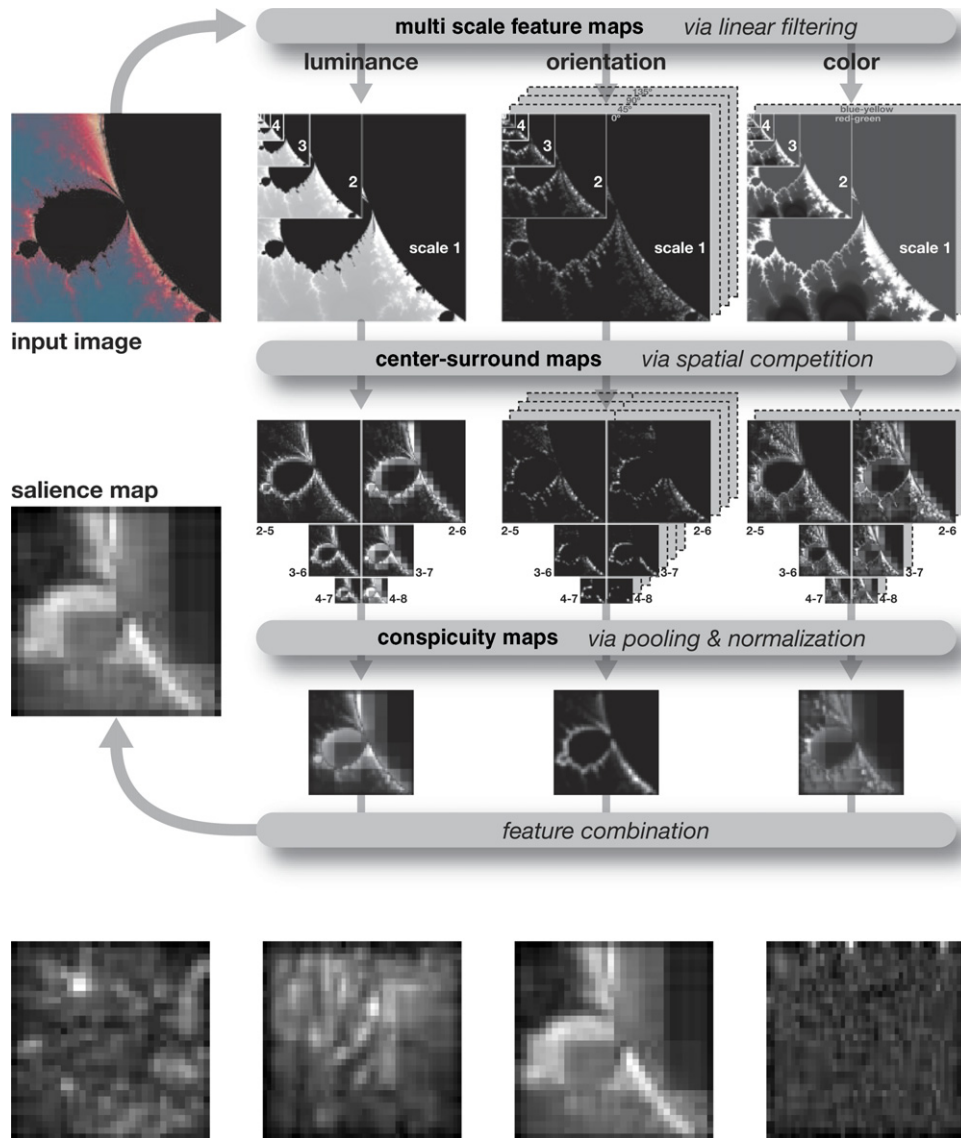 multi scale feature maps via linear filtering
luminance orientation color
4
3
2
scale 1
135°
90°
45°
0°
4
3
2
scale 1
blue-yellow
red-green
4
3
2
scale 1
input image
center-surround maps via spatial competition
salience map
2-5 2-6
3-6 3-7
4-7 4-8
2-5 2-6
3-6 3-7
4-7 4-8
2-5 2-6
3-6 3-7
4-7 4-8
conspicuity maps via pooling & normalization
feature combination